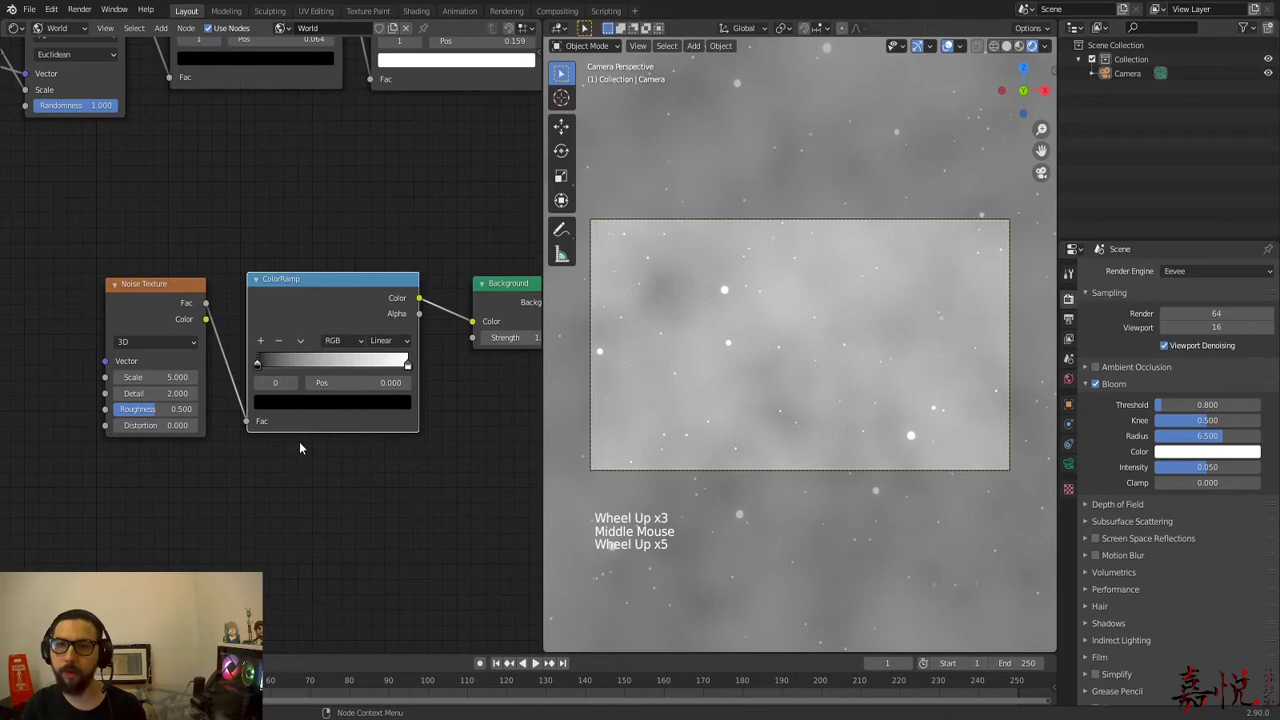 File Edit Render Window Help Layout Modeling Sculpting UV Editing Texture Paint Shading Animation Rendering Compositing Scripting Scene View Layer
World View Select Add Node Use Nodes World Global Options
Object Mode View Select Add Object
Euclidean
Vector
Scale
Randomness 1.000
1 Pos 0.064
Fac
1 Pos 0.159
Fac
Camera Perspective
(1) Collection | Camera
Z
Y
X
Scene Collection
Collection
Camera
Noise Texture
Fac
Color
3D
Vector
Scale 5.000
Detail 2.000
Roughness 0.500
Distortion 0.000
ColorRamp
Color
Alpha
RGB Linear
0 Pos 0.000
Fac
Background
Backg
Color
Strength 1.
Wheel Up x3
Middle Mouse
Wheel Up x5
Scene
Render Engine Eevee
Sampling
Render 64
Viewport 16
Viewport Denoising
Ambient Occlusion
Bloom
Threshold 0.800
Knee 0.500
Radius 6.500
Color
Intensity 0.050
Clamp 0.000
Depth of Field
Subsurface Scattering
Screen Space Reflections
Motion Blur
Volumetrics
Performance
Hair
Shadows
Indirect Lighting
Film
Simplify
Grease Pencil
嘉悦
1 Start 1 End 250
60 70 80 90 100 110 120 130 140 150 160 170 180 190 200 210 220 230 240 250
Node Context Menu
2.90.0